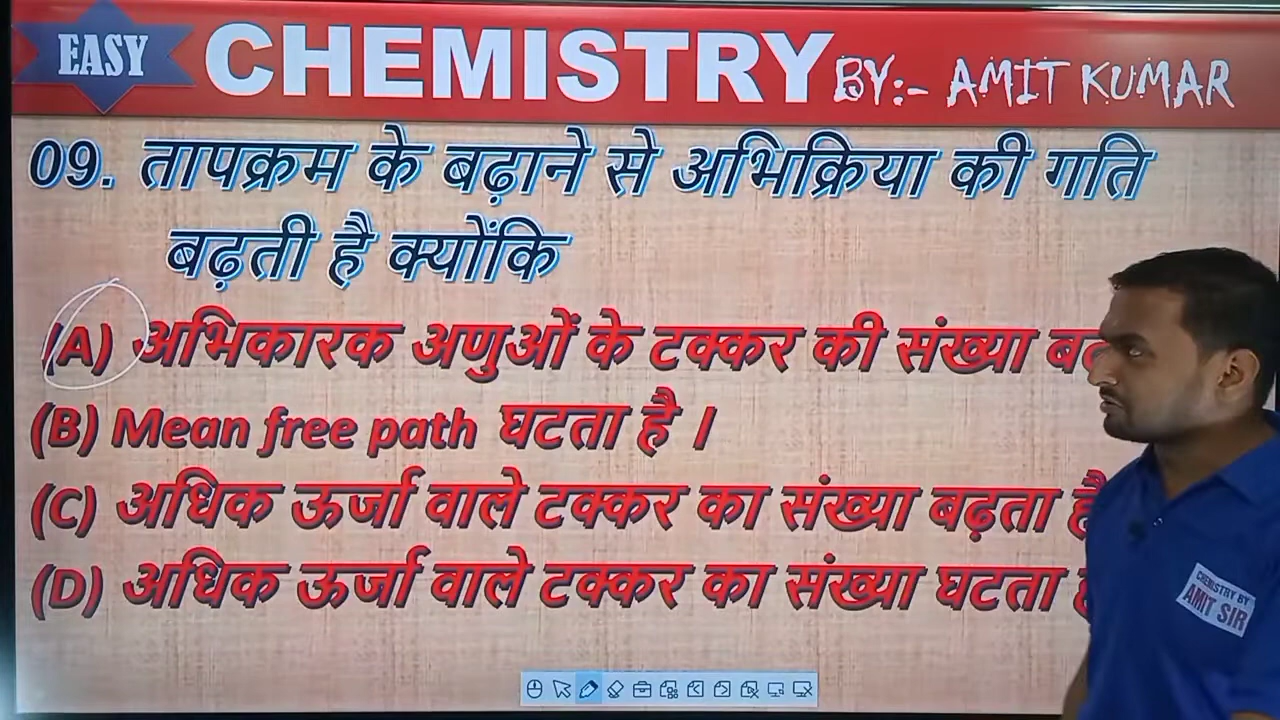 EASY CHEMISTRY BY:- AMIT KUMAR
09. तापक्रम के बढ़ाने से अभिक्रिया की गति
बढ़ती है क्योंकि
(A) अभिकारक अणुओं के टक्कर की संख्या
(B) Mean free path घटता है ।
(C) अधिक ऊर्जा वाले टक्कर का संख्या बढ़ता है
(D) अधिक ऊर्जा वाले टक्कर का संख्या घटता
CHEMISTRY BY
AMIT SIR